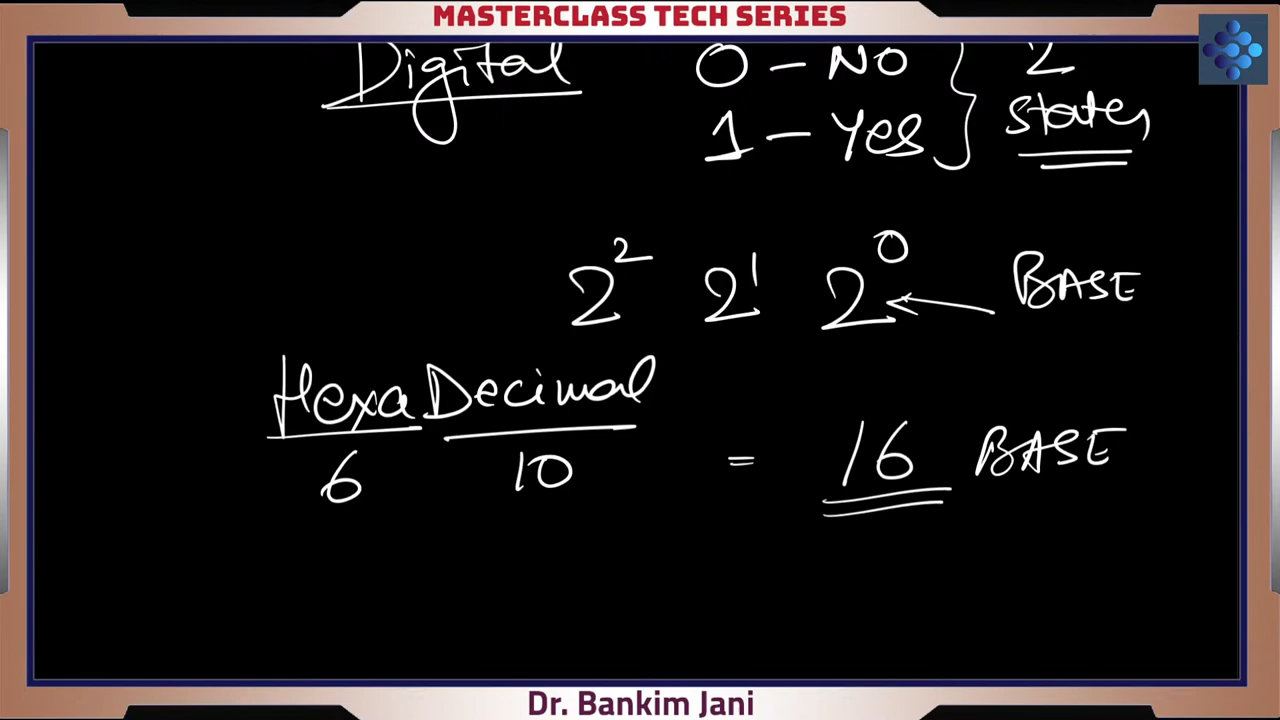 MASTERCLASS TECH SERIES
Digital 0 – No } 2
1 – Yes states
2² 2¹ 2⁰ ← BASE
HexaDecimal
6 10 = 16 BASE
Dr. Bankim Jani